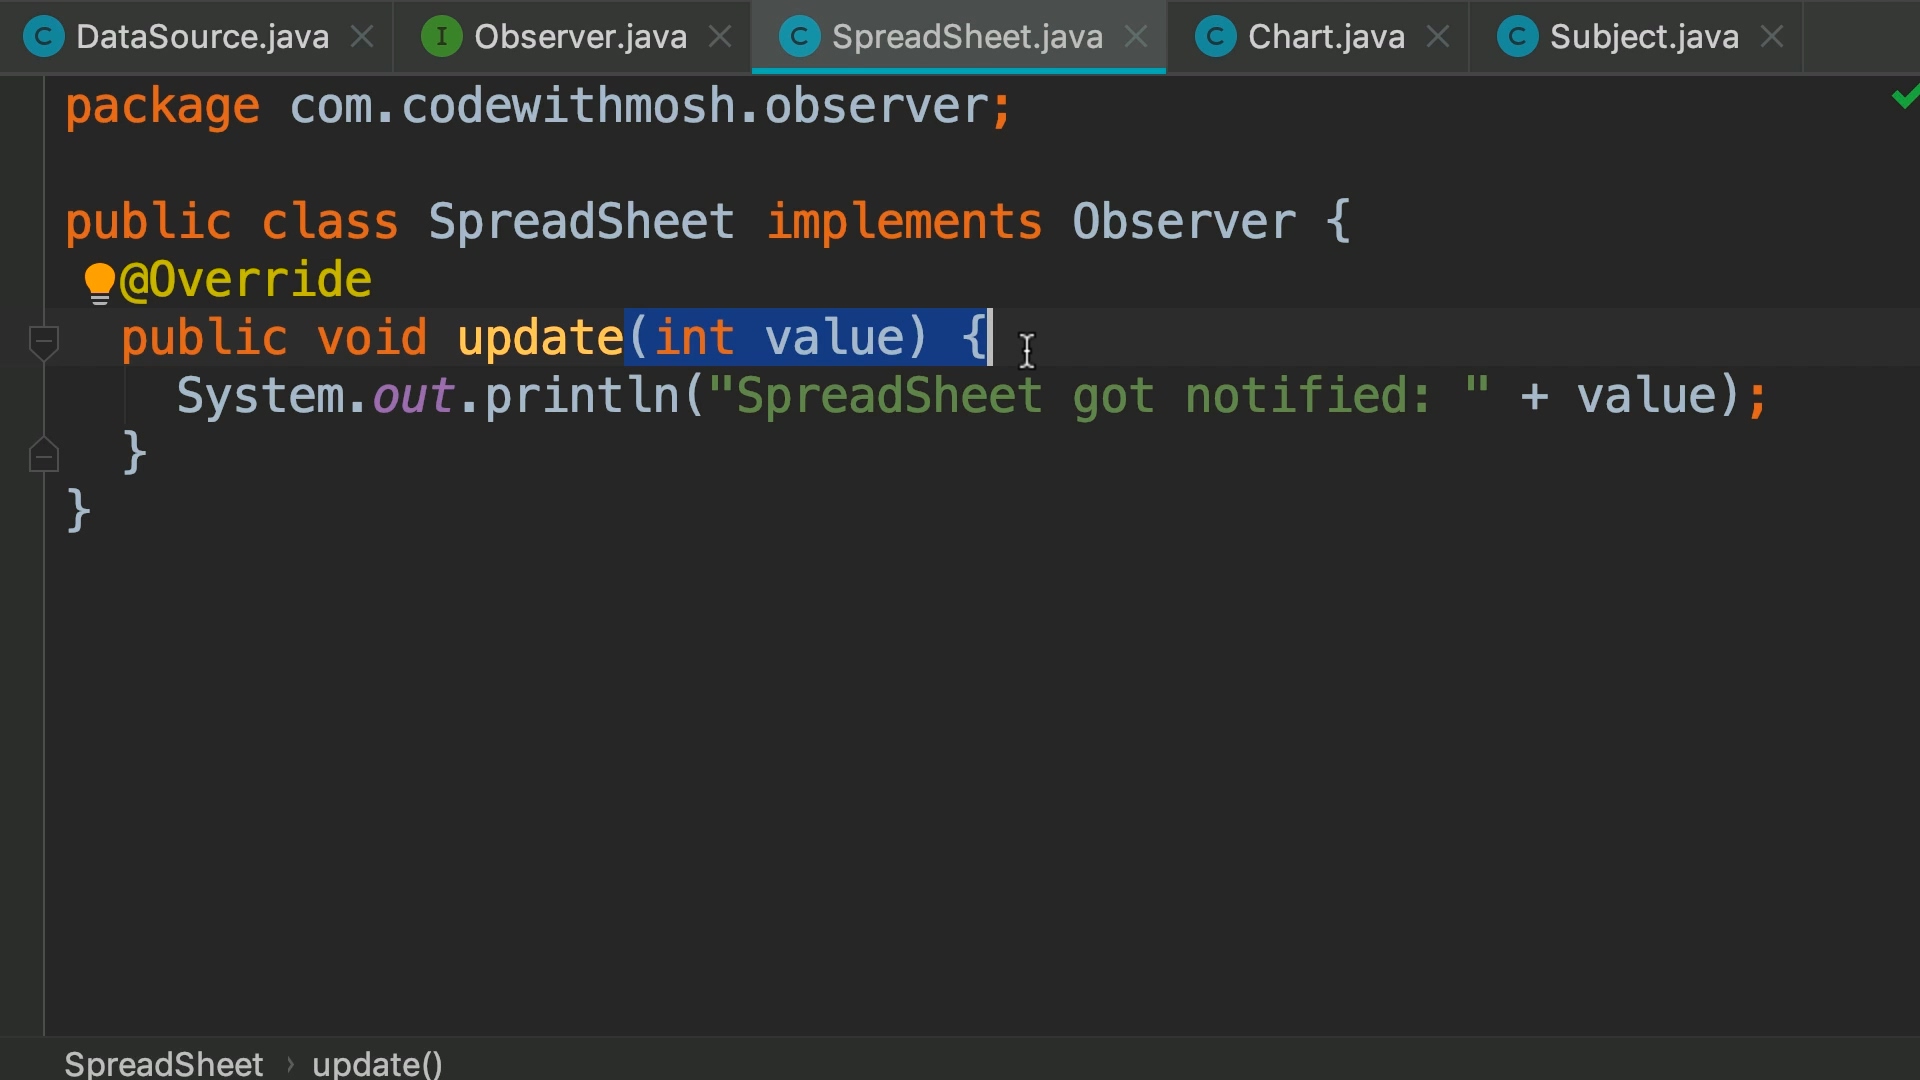 DataSource.java Observer.java SpreadSheet.java Chart.java Subject.java
package com.codewithmosh.observer;
public class SpreadSheet implements Observer {
@Override
public void update(int value) {
System.out.println("SpreadSheet got notified: " + value);
}
}
SpreadSheet › update()